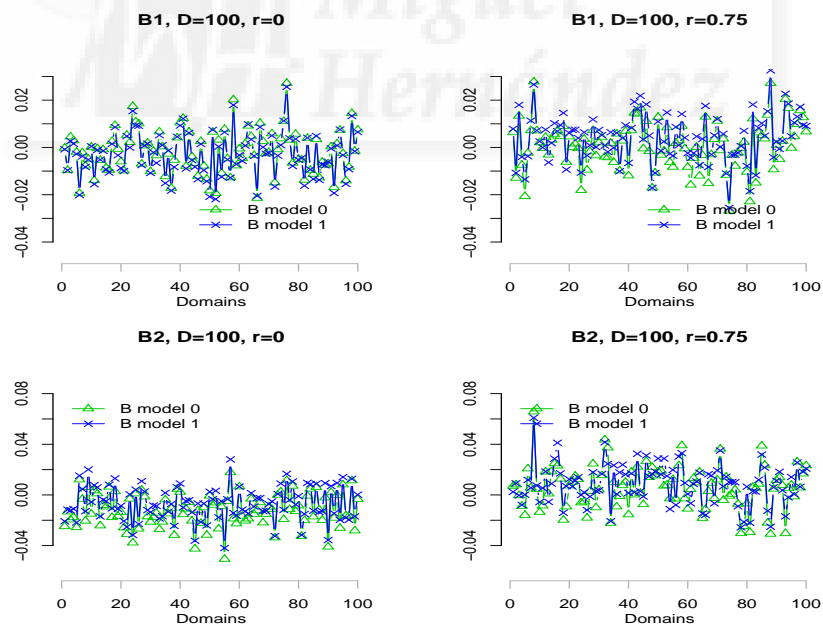 Miguel
Hernández
B1, D=100, r=0
0.02
0.00
−0.02
−0.04
B model 0
B model 1
0 20 40 60 80 100
Domains
B1, D=100, r=0.75
0.02
0.00
−0.02
−0.04
B model 0
B model 1
0 20 40 60 80 100
Domains
B2, D=100, r=0
0.08
0.04
0.00
−0.04
B model 0
B model 1
0 20 40 60 80 100
Domains
B2, D=100, r=0.75
0.08
0.04
0.00
−0.04
B model 0
B model 1
0 20 40 60 80 100
Domains